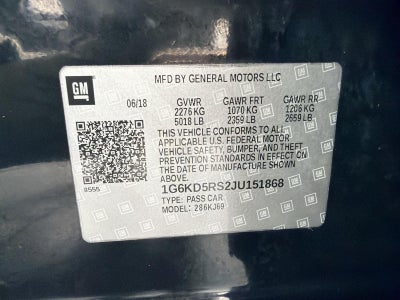 MFD BY GENERAL MOTORS LLC
GM
06/18 GVWR GAWR FRT GAWR RR
2276 KG 1070 KG 1206 KG
5018 LB 2359 LB 2659 LB
THIS VEHICLE CONFORMS TO ALL
APPLICABLE U.S. FEDERAL MOTOR
VEHICLE SAFETY, BUMPER, AND THEFT
PREVENTION STANDARDS IN EFFECT ON
THE DATE OF MANUFACTURE SHOWN
ABOVE.
8555
1G6KD5RS2JU151868
TYPE: PASS CAR
MODEL: 286KJ69